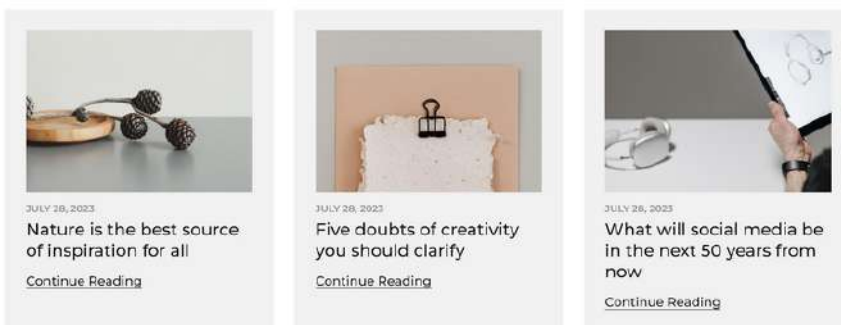 JULY 28, 2023
Nature is the best source
of inspiration for all
Continue Reading
JULY 28, 2023
Five doubts of creativity
you should clarify
Continue Reading
JULY 28, 2023
What will social media be
in the next 50 years from
now
Continue Reading